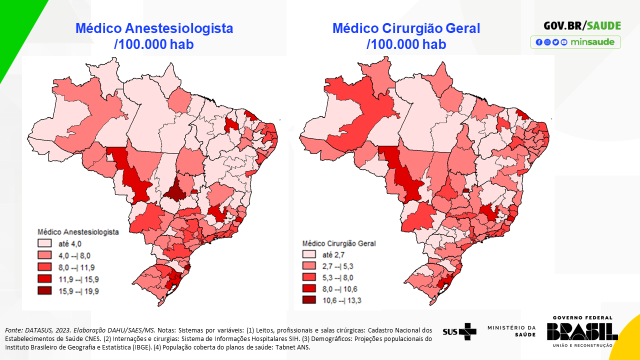 Médico Anestesiologista
/100.000 hab
Médico Cirurgião Geral
/100.000 hab
GOV.BR/SAUDE
minsaude
Médico Anestesiologista
até 4,0
4,0 --| 8,0
8,0 --| 11,9
11,9 --| 15,9
15,9 --| 19,9
Médico Cirurgião Geral
até 2,7
2,7 --| 5,3
5,3 --| 8,0
8,0 --| 10,6
10,6 --| 13,3
Fonte: DATASUS, 2023. Elaboração DAHU/SAES/MS. Notas: Sistemas por variáveis: (1) Leitos, profissionais e salas cirúrgicas: Cadastro Nacional dos
Estabelecimentos de Saúde CNES. (2) Internações e cirurgias: Sistema de Informações Hospitalares SIH. (3) Demográficos: Projeções populacionais do
Instituto Brasileiro de Geografia e Estatística (IBGE). (4) População coberta do planos de saúde: Tabnet ANS.
SUS
MINISTÉRIO DA
SAÚDE
GOVERNO FEDERAL
BRASIL
UNIÃO E RECONSTRUÇÃO